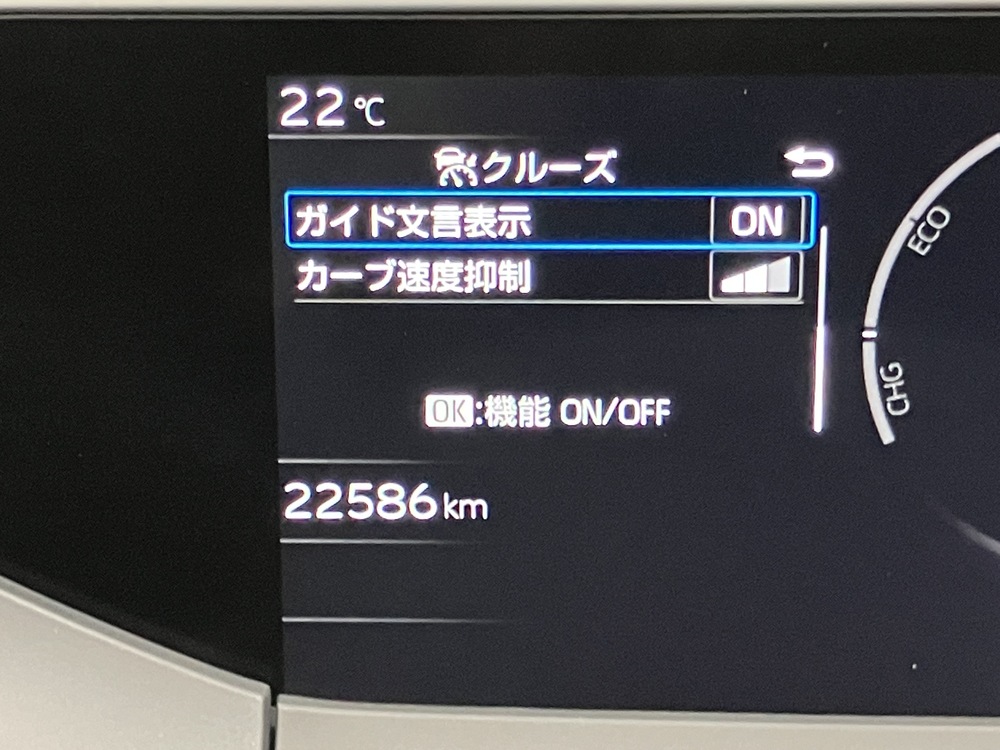 22℃
クルーズ
ガイド文言表示 ON
カーブ速度抑制
OK:機能 ON/OFF
22586km
ECO
CHG